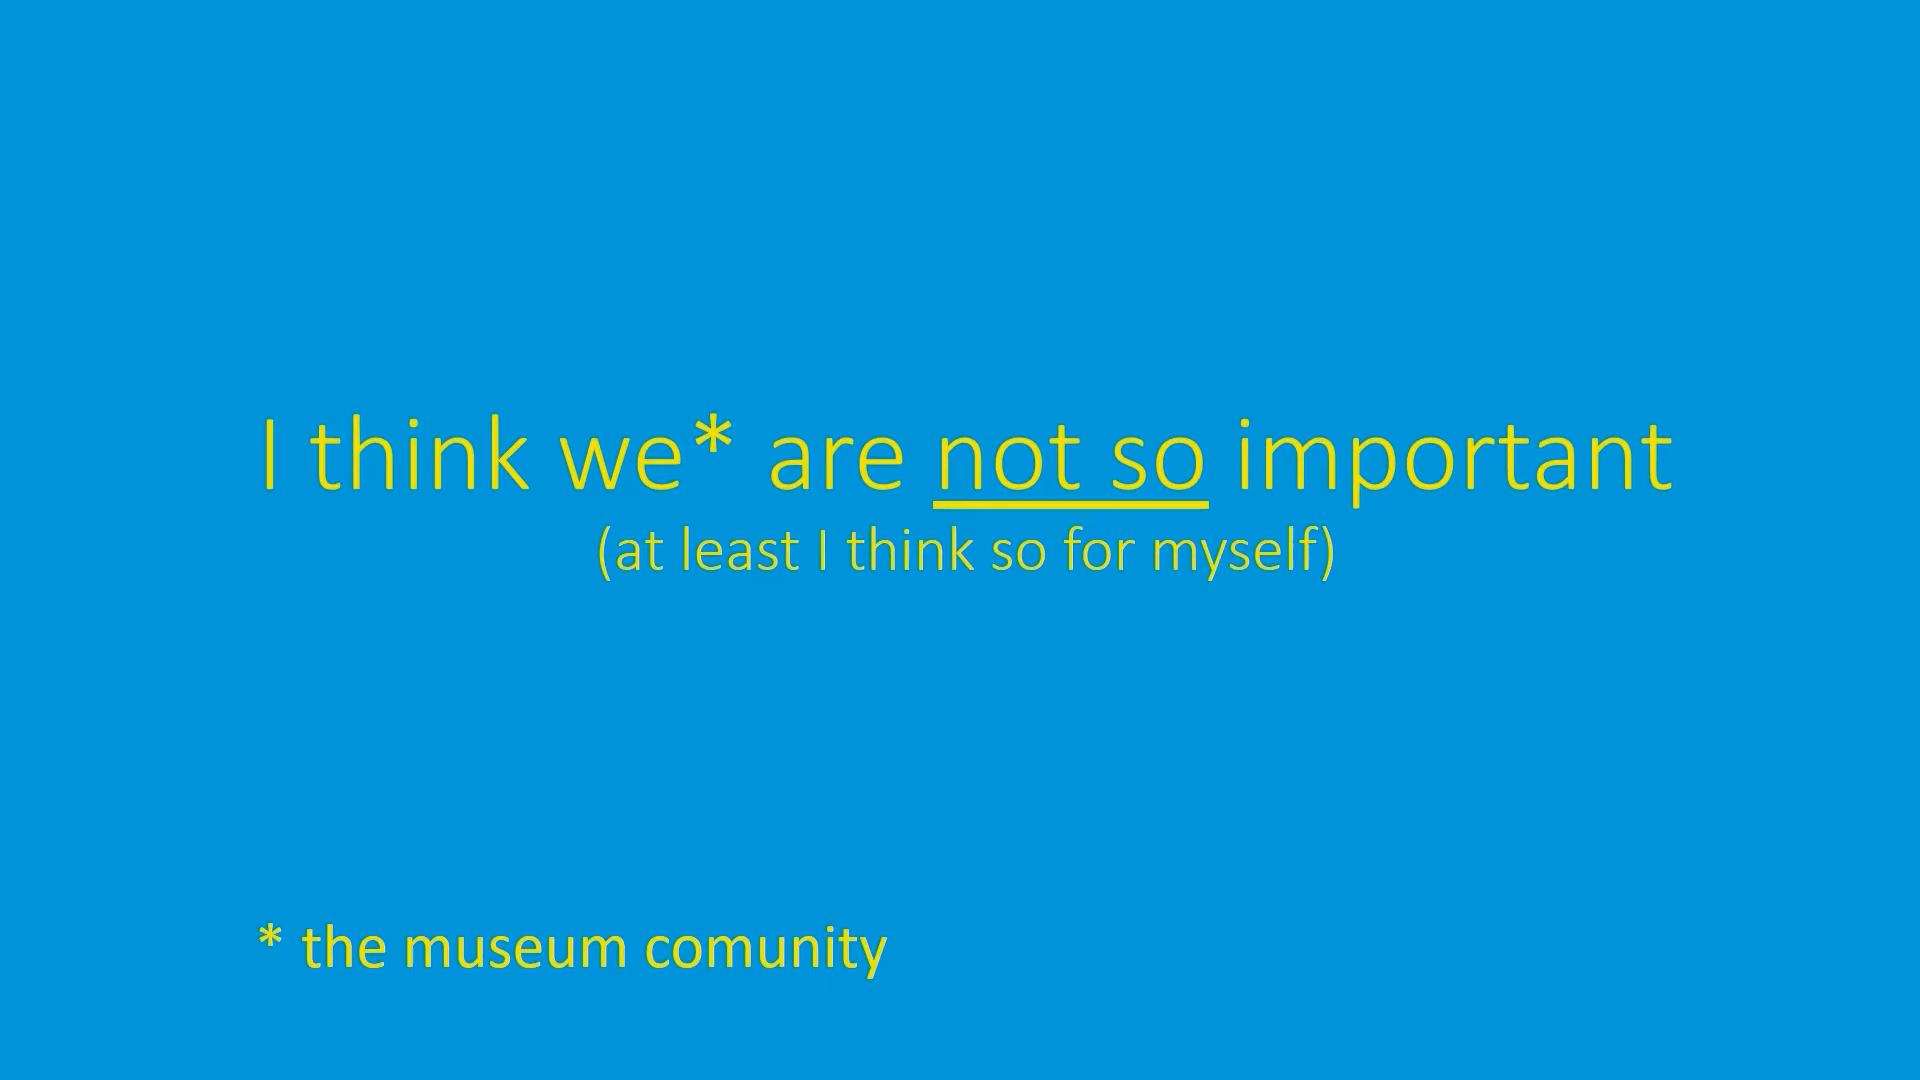 I think we* are not so important
(at least I think so for myself)
* the museum comunity